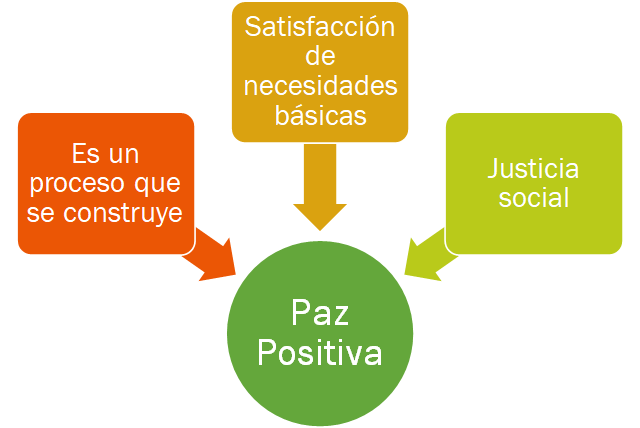 Satisfacción
de
necesidades
básicas
Es un
proceso que
se construye
Justicia
social
Paz
Positiva